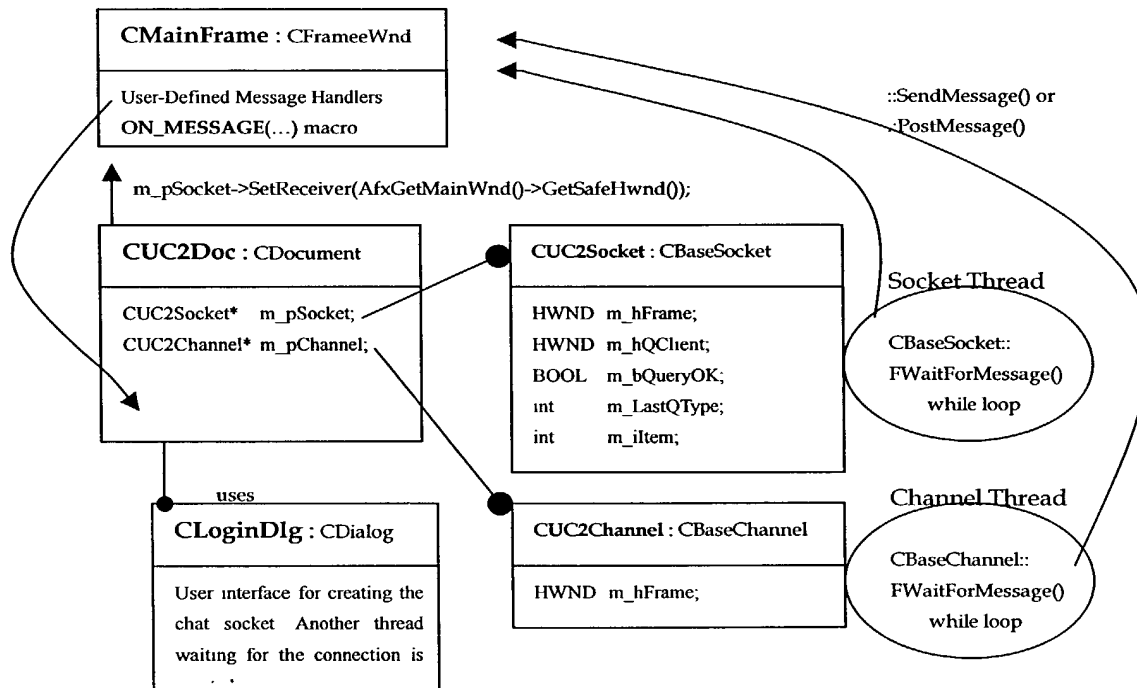 CMainFrame : CFrameeWnd
User-Defined Message Handlers
ON_MESSAGE(...) macro
::SendMessage() or
::PostMessage()
m_pSocket->SetReceiver(AfxGetMainWnd()->GetSafeHwnd());
CUC2Doc : CDocument
CUC2Socket* m_pSocket;
CUC2Channel* m_pChannel;
CUC2Socket : CBaseSocket
HWND m_hFrame;
HWND m_hQClient;
BOOL m_bQueryOK;
int m_LastQType;
int m_iItem;
Socket Thread
CBaseSocket::
FWaitForMessage()
while loop
uses
CLoginDlg : CDialog
User interface for creating the
chat socket Another thread
waiting for the connection is
CUC2Channel : CBaseChannel
HWND m_hFrame;
Channel Thread
CBaseChannel::
FWaitForMessage()
while loop